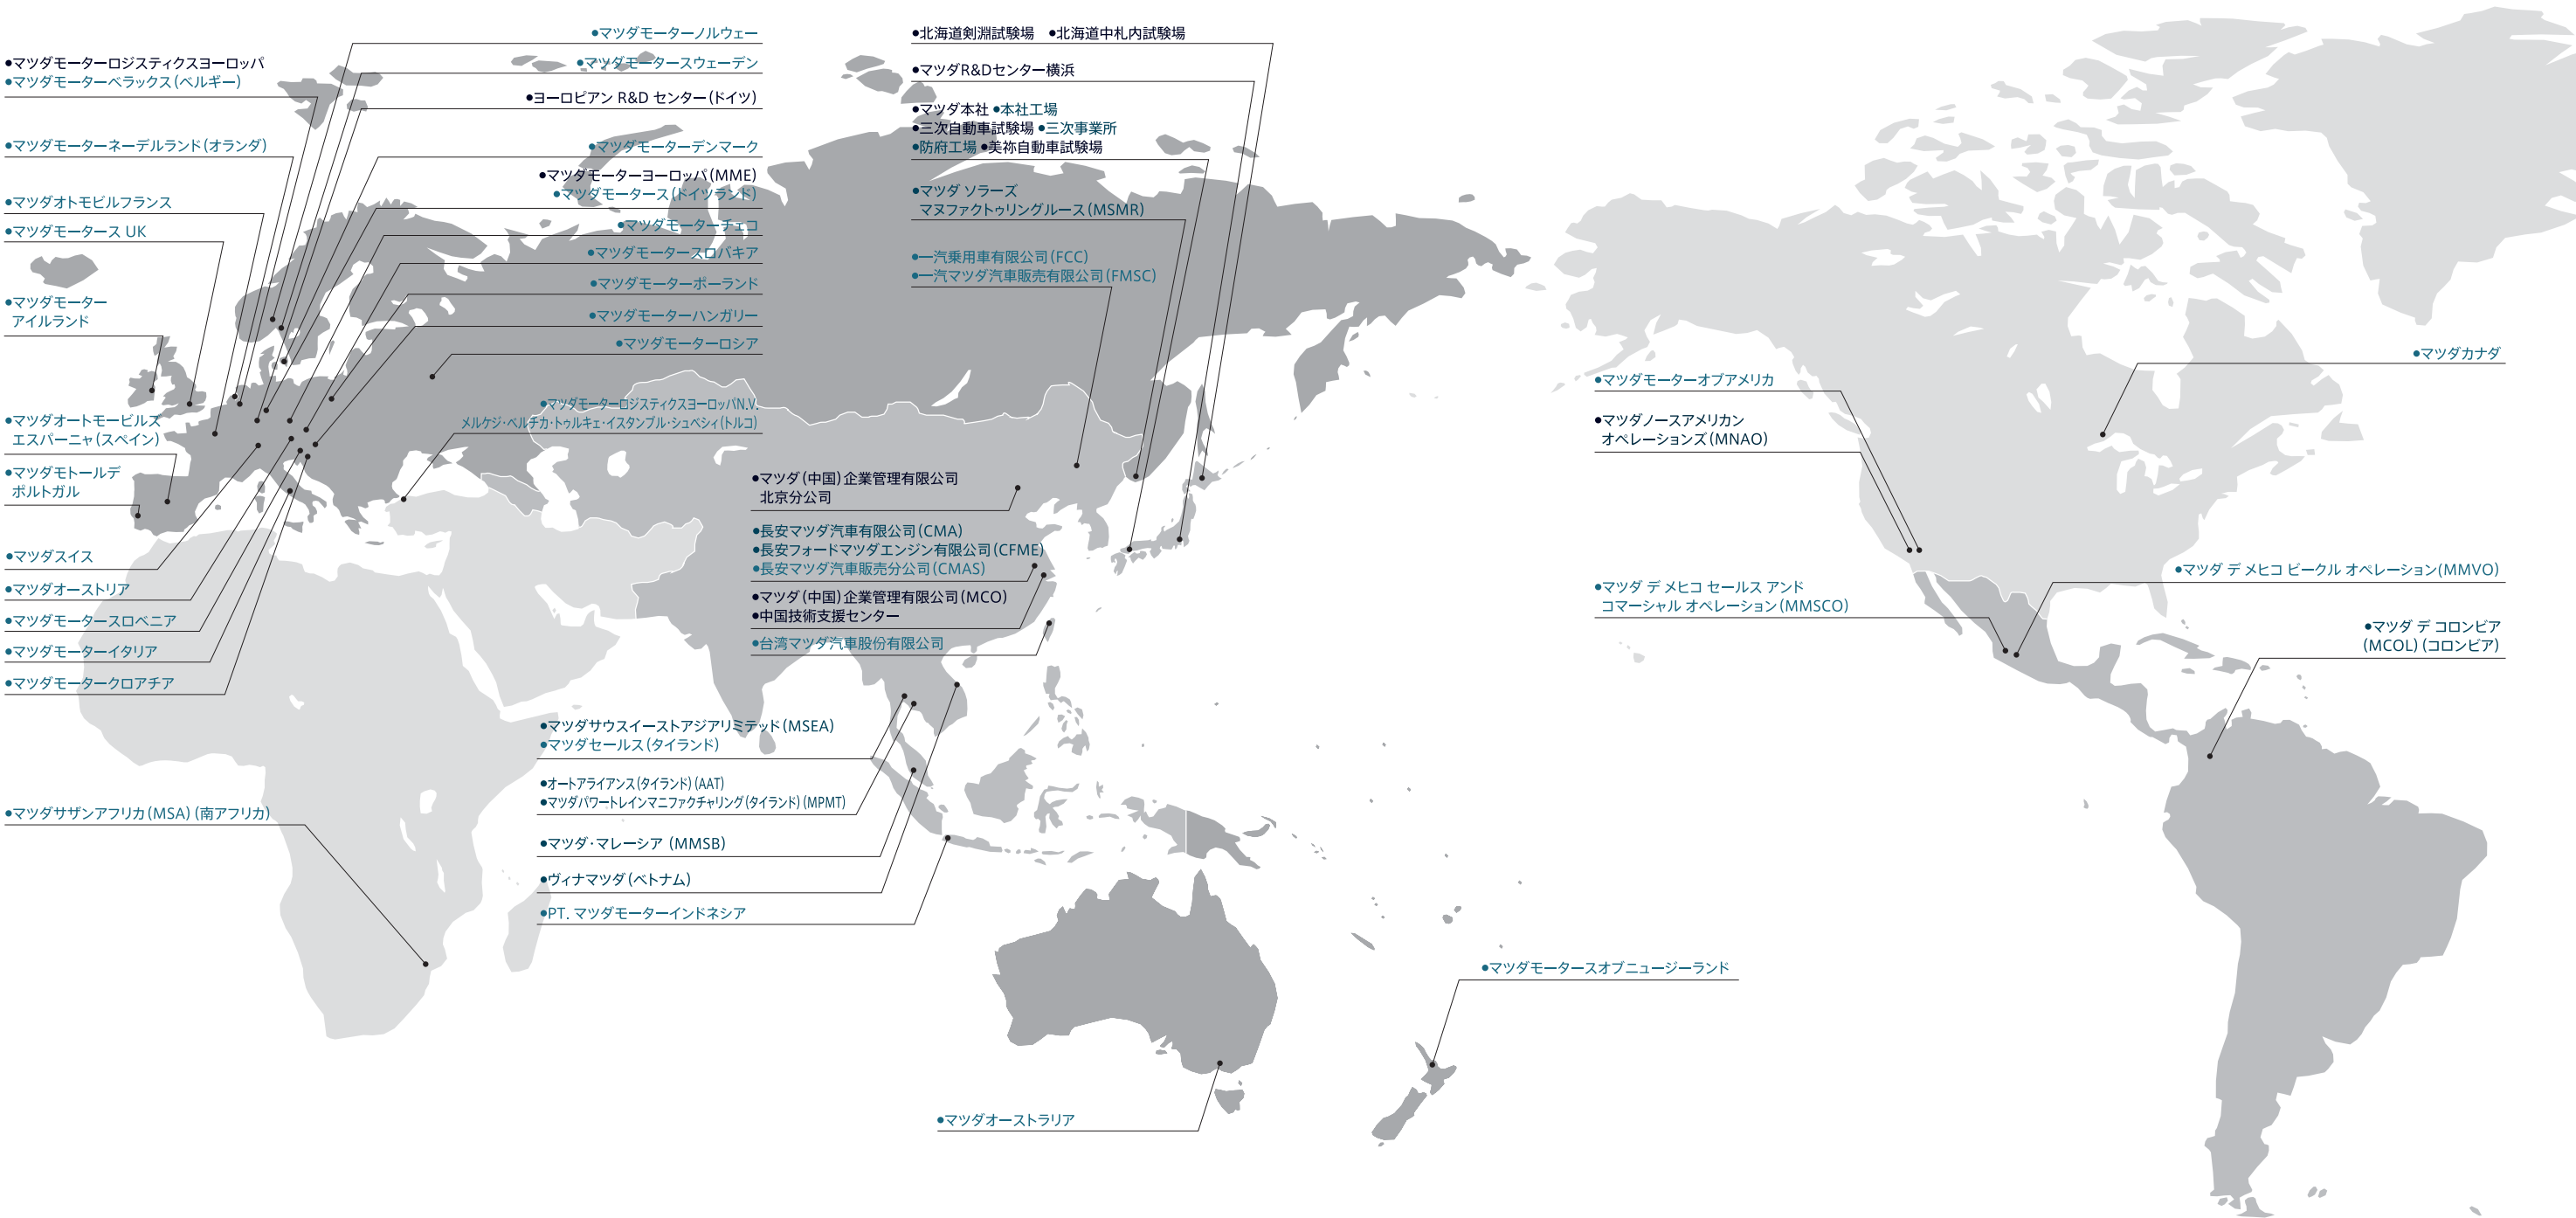 ●マツダモーターロジスティクスヨーロッパ
●マツダモーターベラックス(ベルギー)
●マツダモーターネーデルランド(オランダ)
●マツダオトモビルフランス
●マツダモータース UK
●マツダモーター
アイルランド
●マツダオートモービルズ
エスパーニャ(スペイン)
●マツダモトールデ
ポルトガル
●マツダスイス
●マツダオーストリア
●マツダモータースロベニア
●マツダモーターイタリア
●マツダモータークロアチア
●マツダサザンアフリカ(MSA) (南アフリカ)
●マツダモーターノルウェー
●マツダモータースウェーデン
●ヨーロピアン R&D センター(ドイツ)
●マツダモーターデンマーク
●マツダモーターヨーロッパ(MME)
●マツダモータース(ドイツランド)
●マツダモーターチェコ
●マツダモータースロバキア
●マツダモーターポーランド
●マツダモーターハンガリー
●マツダモーターロシア
●マツダモーターロジスティクスヨーロッパN.V.
メルケジ・ベルチカ・トゥルキェ・イスタンブル・シュベシィ(トルコ)
●北海道剣淵試験場 ●北海道中札内試験場
●マツダR&Dセンター横浜
●マツダ本社 ●本社工場
●三次自動車試験場 ●三次事業所
●防府工場 ●美祢自動車試験場
●マツダ ソラーズ
マヌファクトゥリングルース(MSMR)
●一汽乗用車有限公司(FCC)
●一汽マツダ汽車販売有限公司(FMSC)
●マツダ(中国)企業管理有限公司
北京分公司
●長安マツダ汽車有限公司(CMA)
●長安フォードマツダエンジン有限公司(CFME)
●長安マツダ汽車販売分公司(CMAS)
●マツダ(中国)企業管理有限公司(MCO)
●中国技術支援センター
●台湾マツダ汽車股份有限公司
●マツダサウスイーストアジアリミテッド(MSEA)
●マツダセールス(タイランド)
●オートアライアンス(タイランド) (AAT)
●マツダパワートレインマニファクチャリング(タイランド) (MPMT)
●マツダ・マレーシア (MMSB)
●ヴィナマツダ(ベトナム)
●PT. マツダモーターインドネシア
●マツダオーストラリア
●マツダモータースオブニュージーランド
●マツダモーターオブアメリカ
●マツダノースアメリカン
オペレーションズ(MNAO)
●マツダ デ メヒコ セールス アンド
コマーシャル オペレーション(MMSCO)
●マツダカナダ
●マツダ デ メヒコ ビークル オペレーション(MMVO)
●マツダ デ コロンビア
(MCOL) (コロンビア)